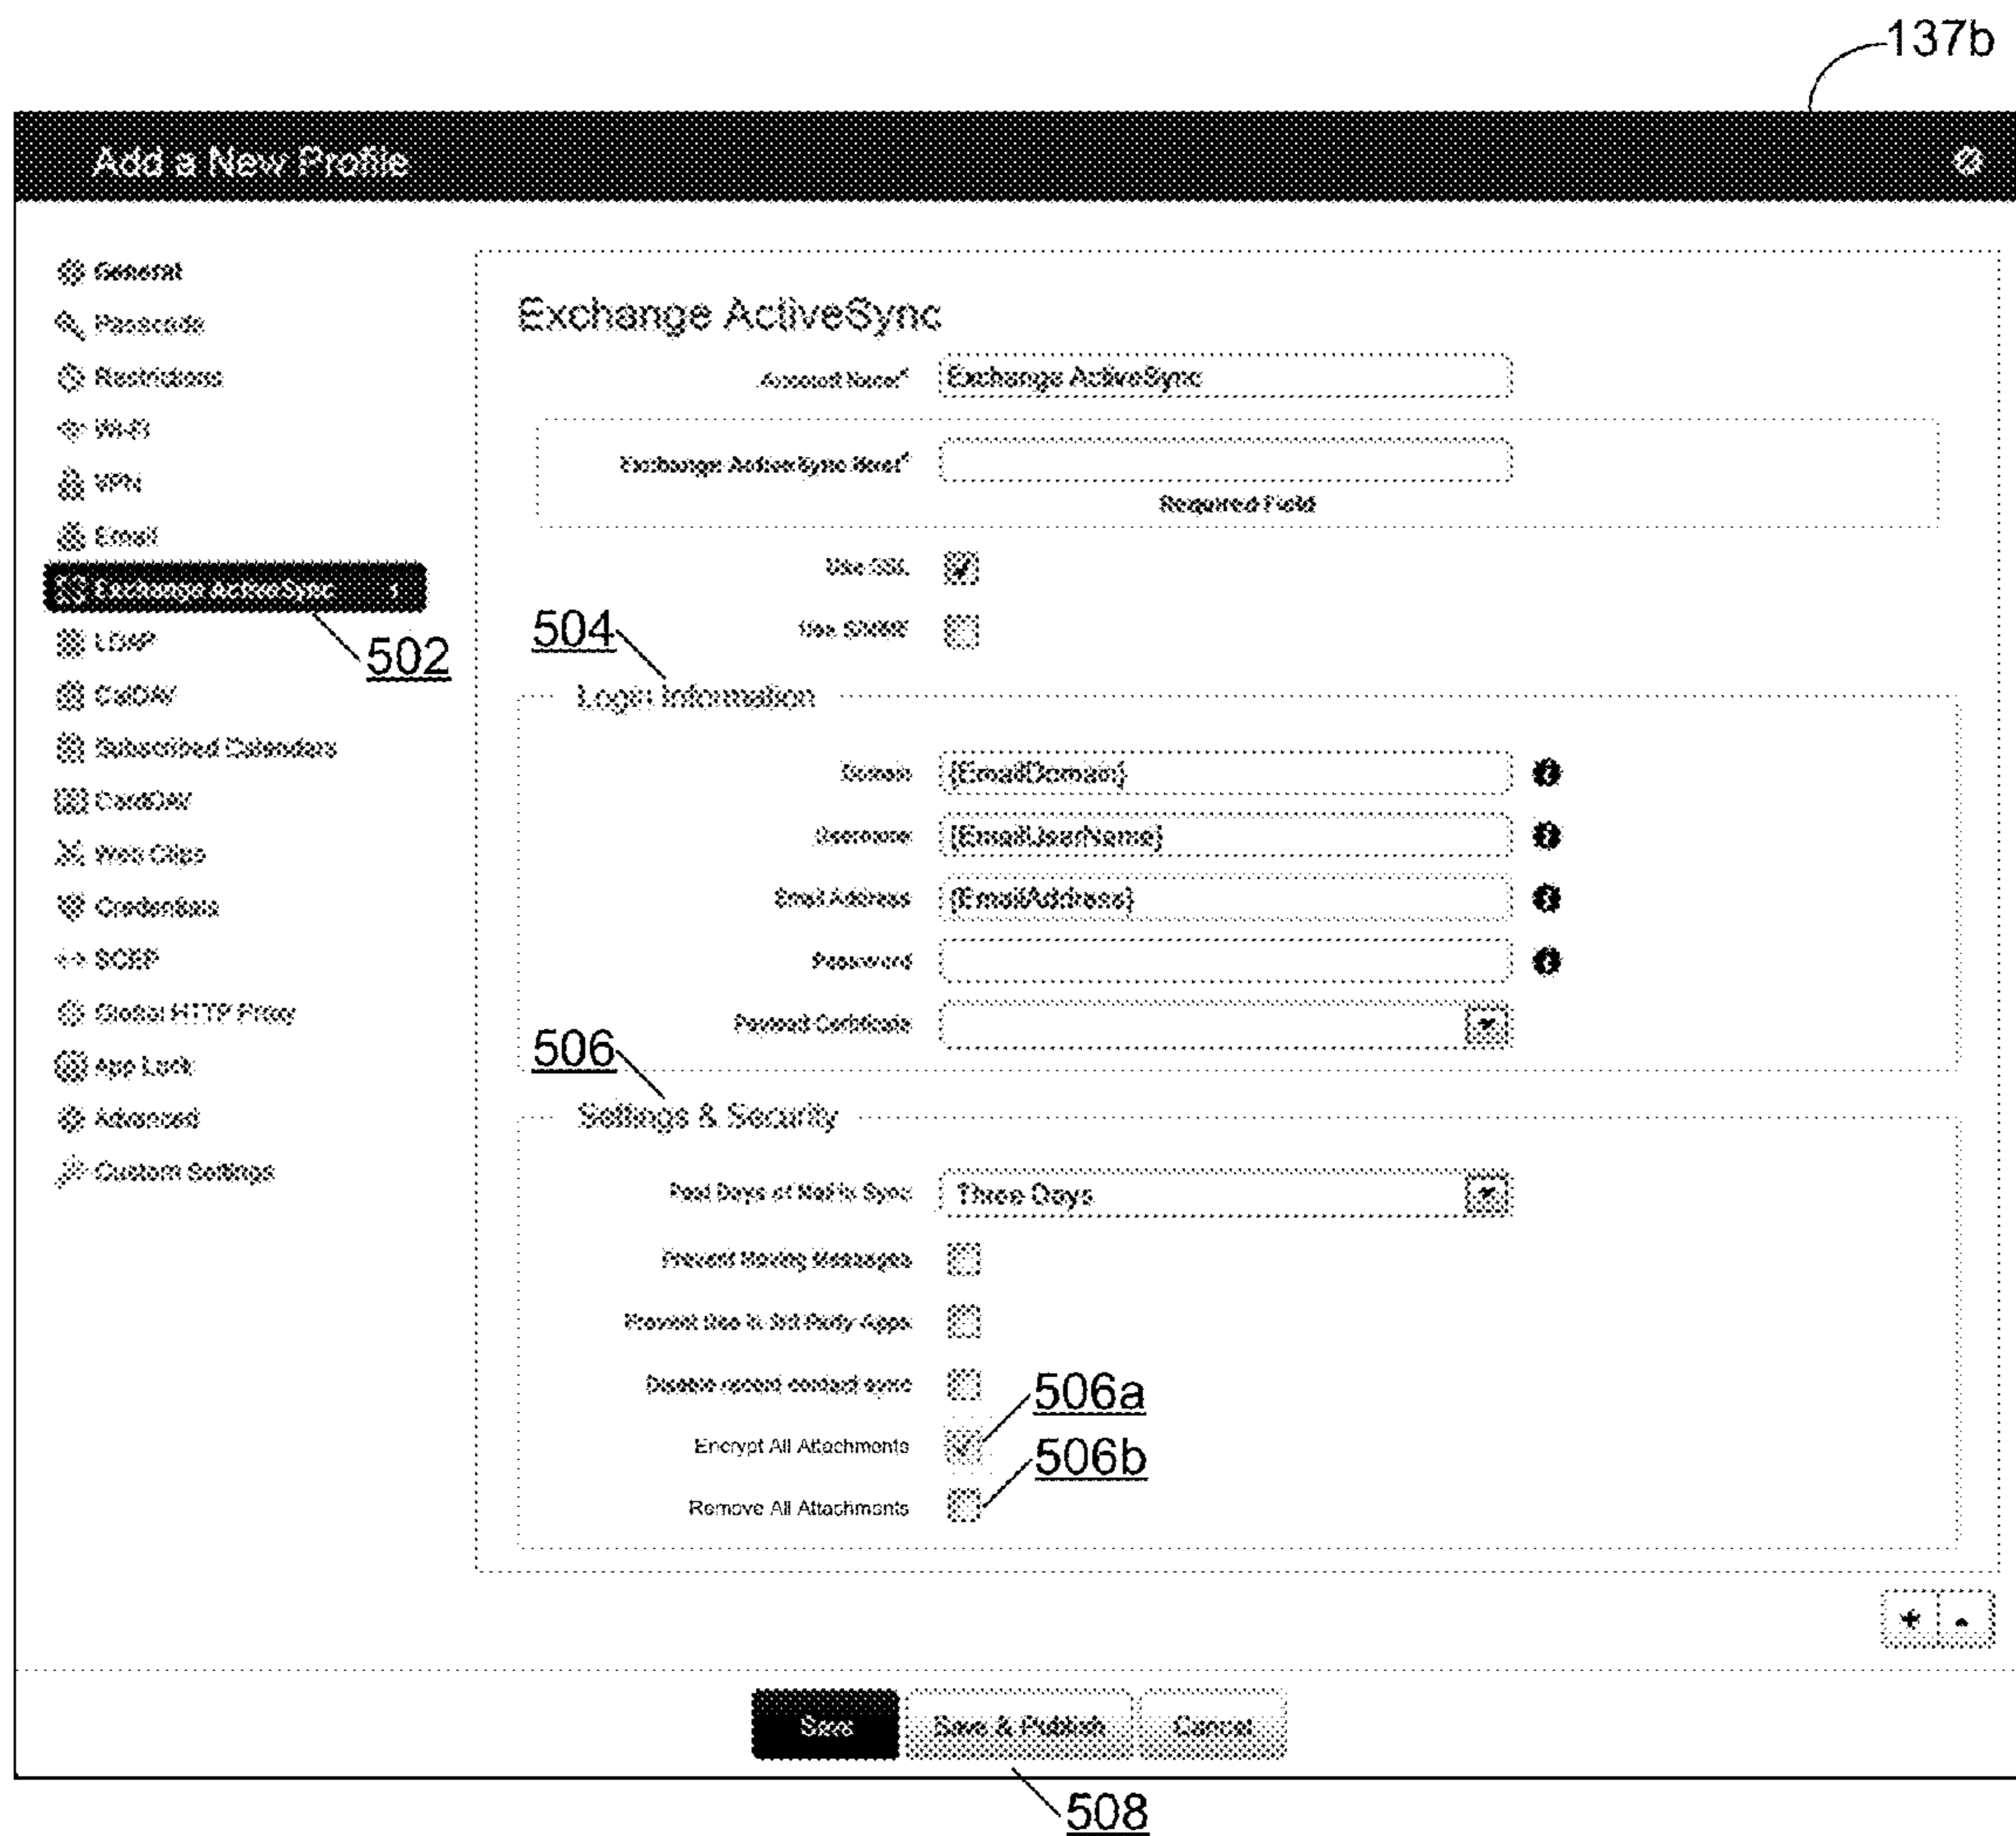 137b
Add a New Profile
General
Passcode
Restrictions
Wi-Fi
VPN
Email
Exchange ActiveSync 1
502
LDAP
CalDAV
Subscribed Calendars
CardDAV
Web Clips
Credentials
SCEP
Global HTTP Proxy
App Lock
Advanced
Custom Settings
Exchange ActiveSync
Account Name* Exchange ActiveSync
Exchange ActiveSync Host*
Required Field
Use SSL
Use S/MIME
504
Login Information
Domain {EmailDomain}
Username {EmailUserName}
Email Address {EmailAddress}
Password
Payload Certificate
506
Settings & Security
Past Days of Mail to Sync Three Days
Prevent Moving Messages
Prevent Use in 3rd Party Apps
Disable recent contact sync
Encrypt All Attachments 506a
Remove All Attachments 506b
+ -
Save Save & Publish Cancel
508